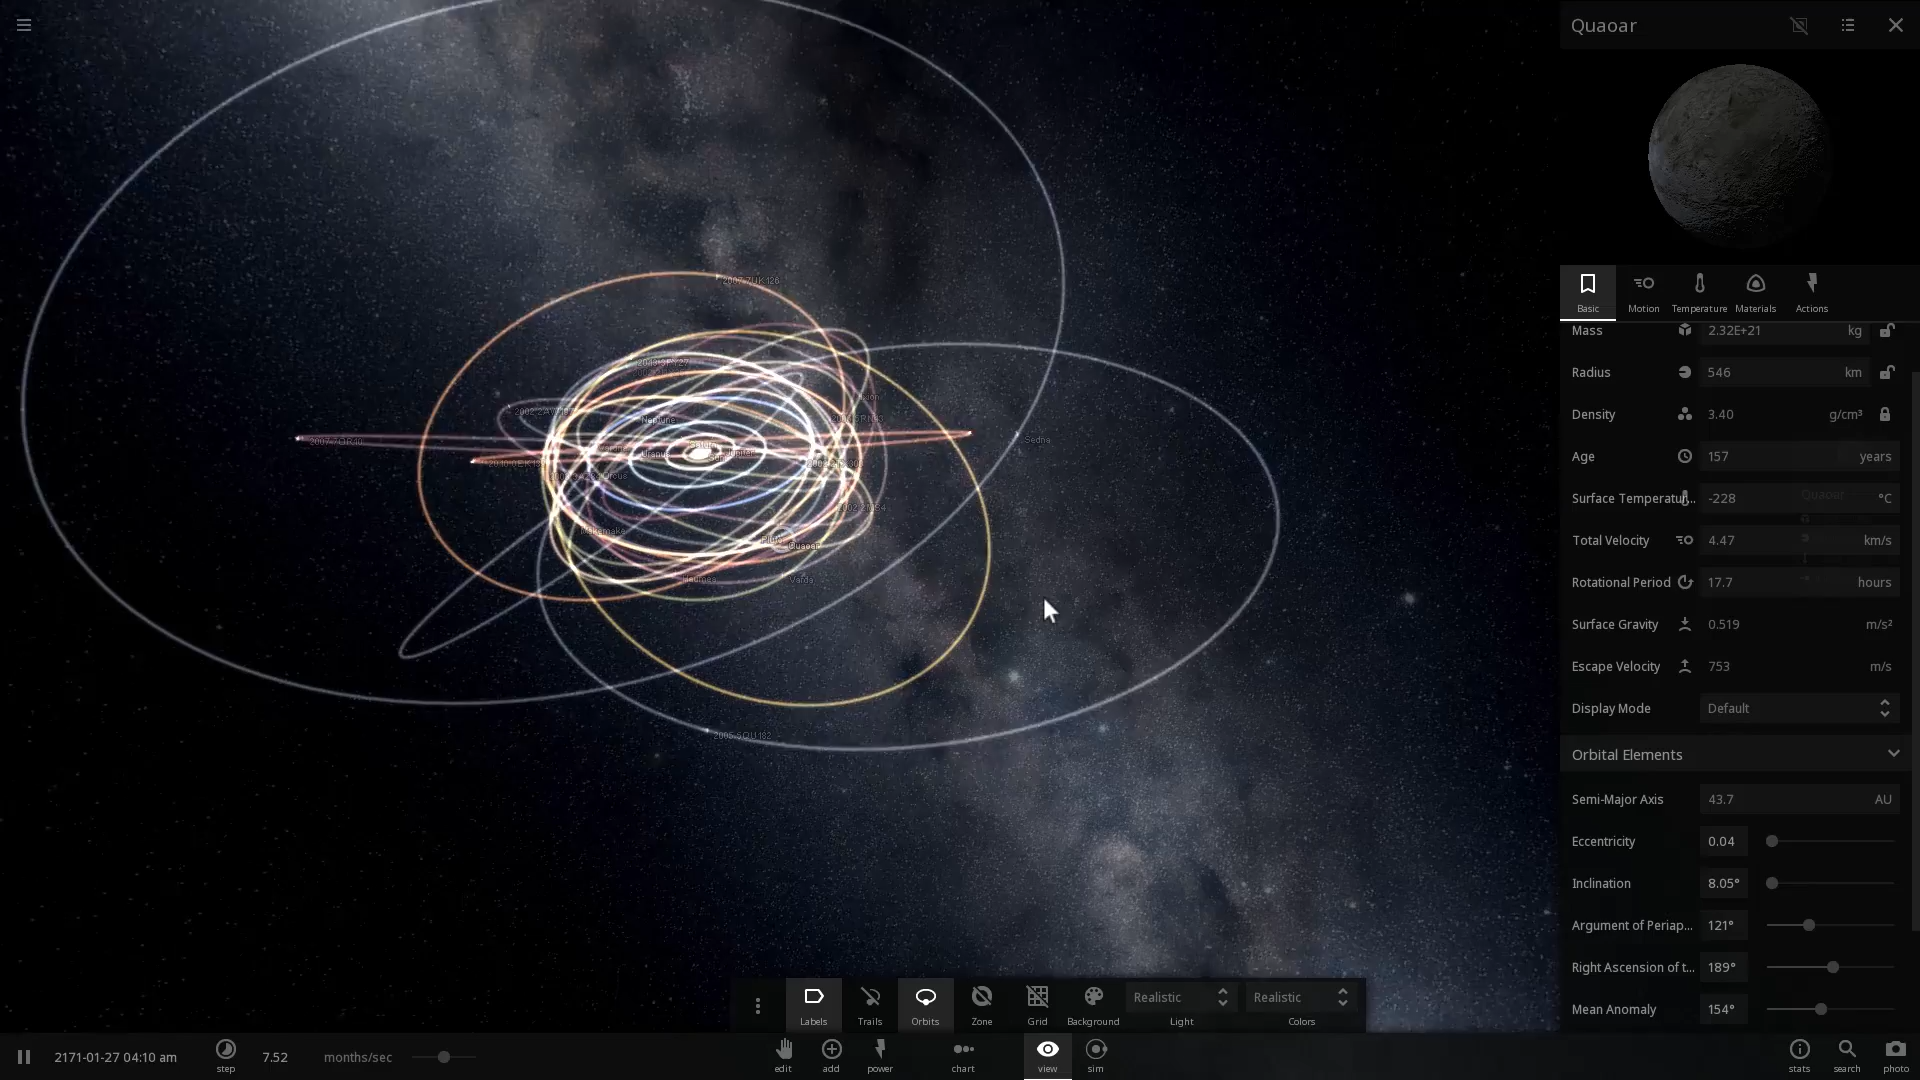 Quaoar
Basic
Motion
Temperature
Materials
Actions
Mass 2.32E+21 kg
Radius 546 km
Density 3.40 g/cm³
Age 157 years
Surface Temperatur... -228 °C
Total Velocity 4.47 km/s
Rotational Period 17.7 hours
Surface Gravity 0.519 m/s²
Escape Velocity 753 m/s
Display Mode Default
Orbital Elements
Semi-Major Axis 43.7 AU
Eccentricity 0.04
Inclination 8.05°
Argument of Periap... 121°
Right Ascension of t... 189°
Mean Anomaly 154°
Neptune
Uranus
Sedna
Makemake
Quaoar
Haumea
Varda
Labels
Trails
Orbits
Zone
Grid
Background
Realistic
Light
Realistic
Colors
2171-01-27 04:10 am
step
7.52 months/sec
edit
add
power
chart
view
sim
stats
search
photo